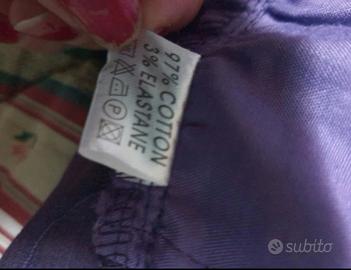 97% COTTON
3% ELASTANE
subito